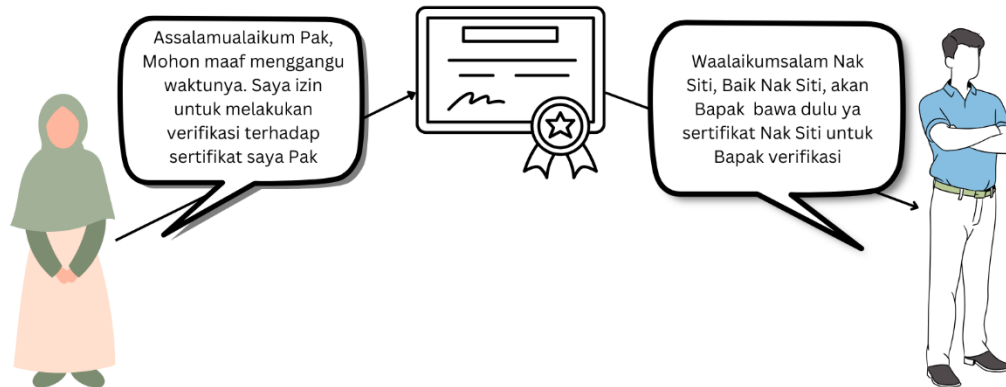 Assalamualaikum Pak,
Mohon maaf menggangu
waktunya. Saya izin
untuk melakukan
verifikasi terhadap
sertifikat saya Pak
Waalaikumsalam Nak
Siti, Baik Nak Siti, akan
Bapak bawa dulu ya
sertifikat Nak Siti untuk
Bapak verifikasi